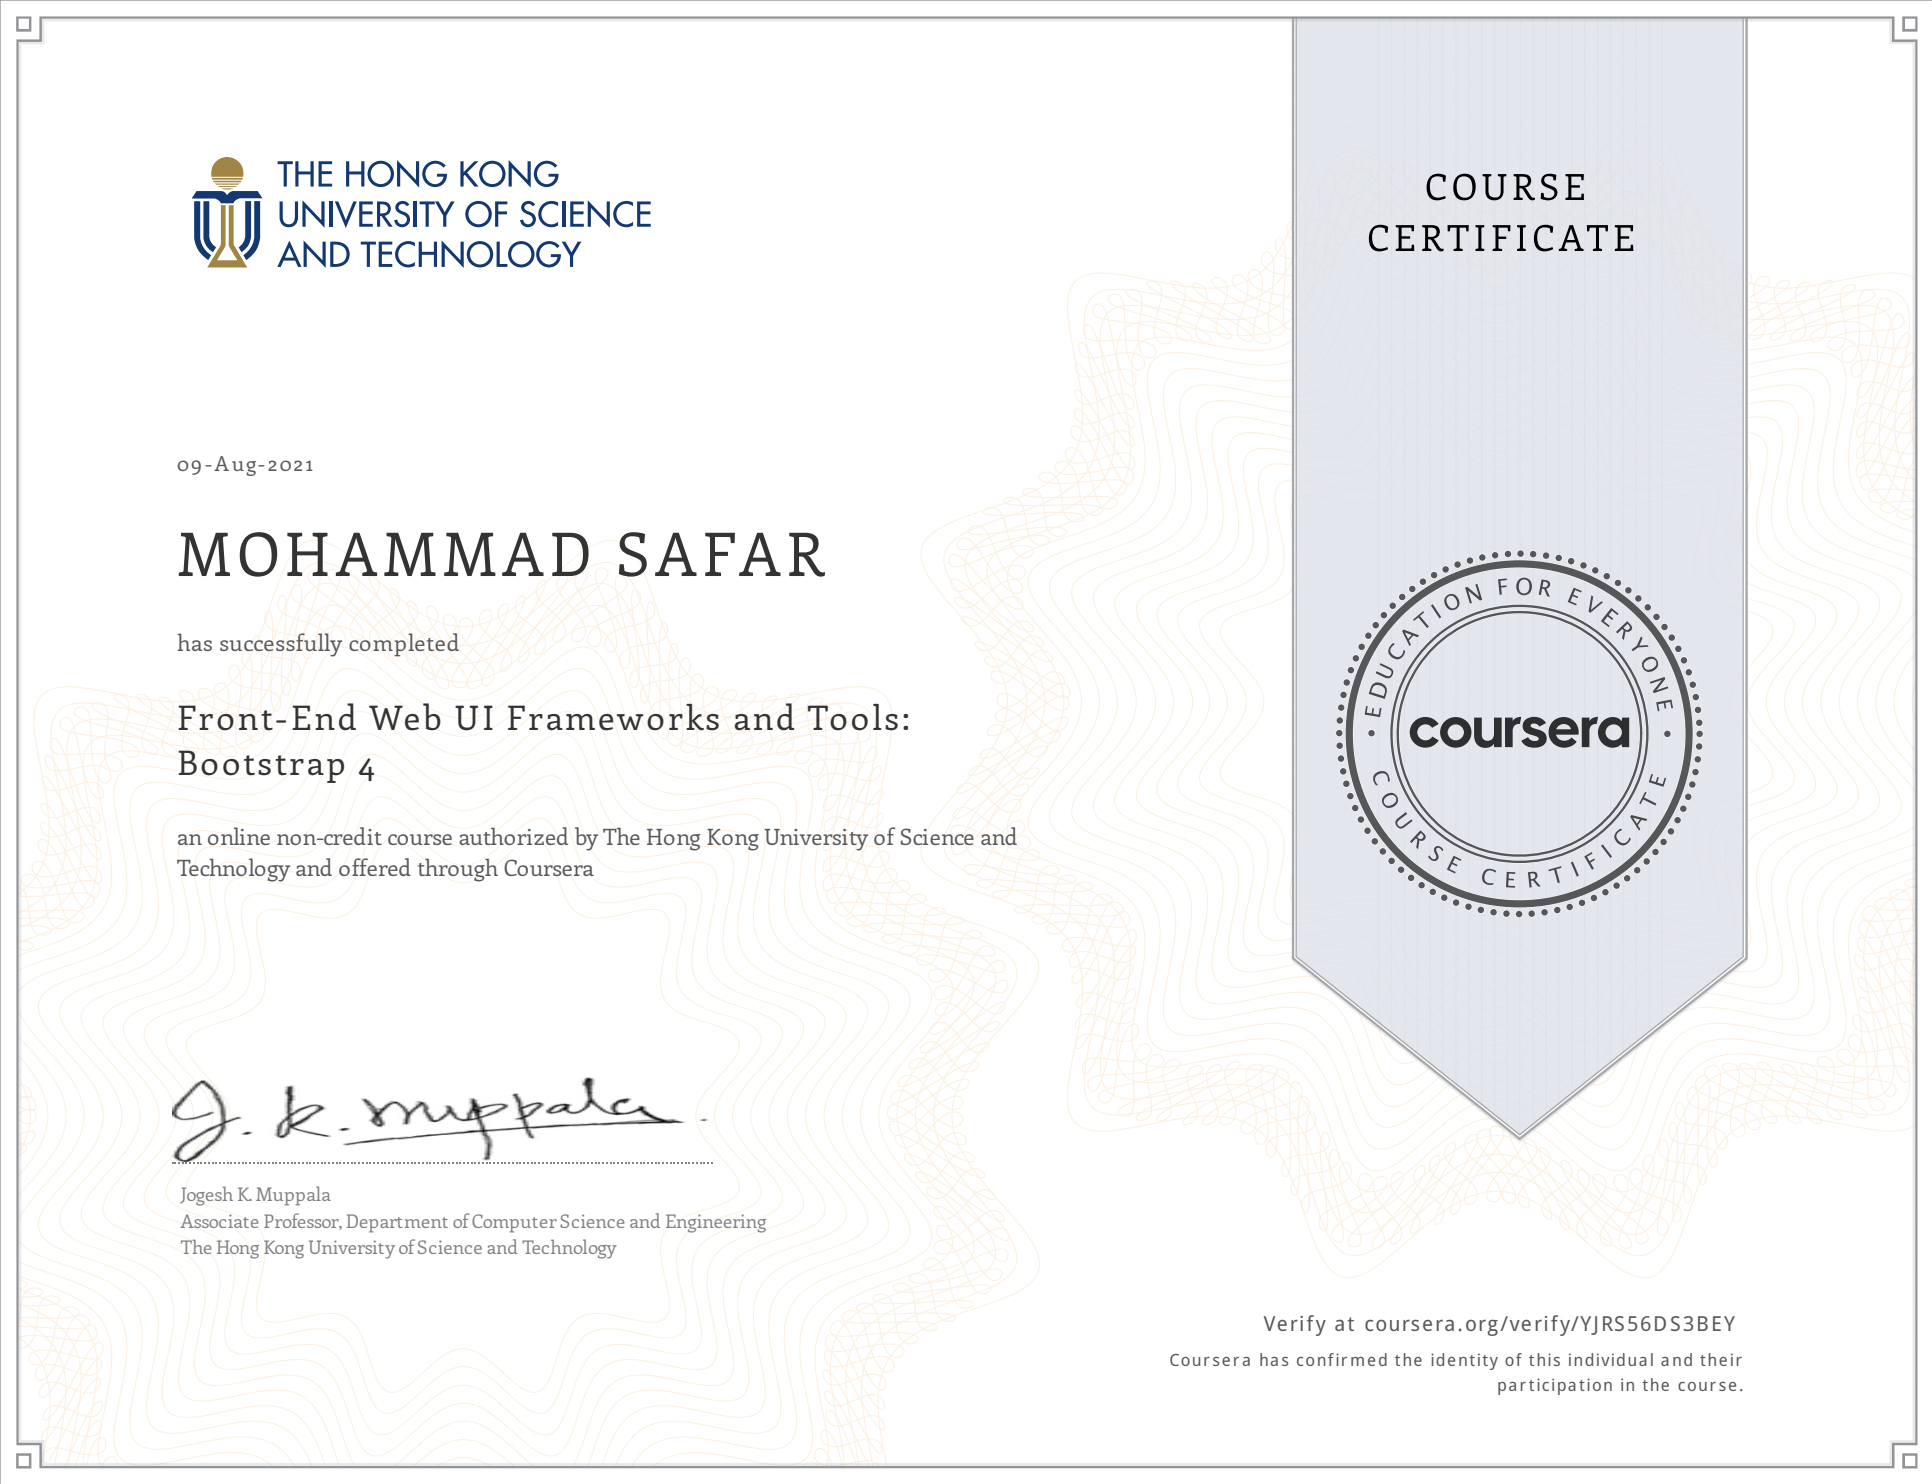 THE HONG KONG
UNIVERSITY OF SCIENCE
AND TECHNOLOGY
COURSE
CERTIFICATE
09-Aug-2021
MOHAMMAD SAFAR
has successfully completed
Front-End Web UI Frameworks and Tools:
Bootstrap 4
an online non-credit course authorized by The Hong Kong University of Science and
Technology and offered through Coursera
EDUCATION FOR EVERYONE
coursera
COURSE CERTIFICATE
J. K. Muppala.
Jogesh K. Muppala
Associate Professor, Department of Computer Science and Engineering
The Hong Kong University of Science and Technology
Verify at coursera.org/verify/YJRS56DS3BEY
Coursera has confirmed the identity of this individual and their
participation in the course.